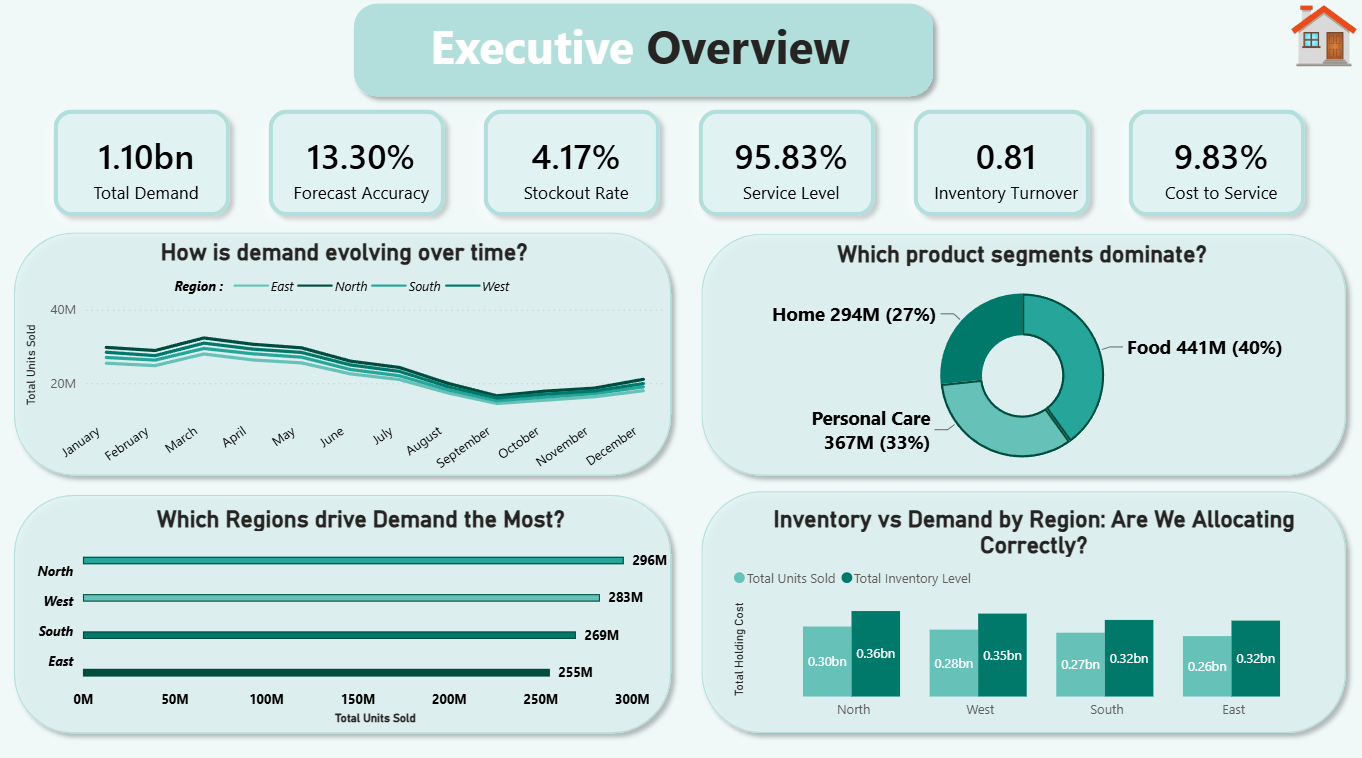 Executive Overview
1.10bn
Total Demand
13.30%
Forecast Accuracy
4.17%
Stockout Rate
95.83%
Service Level
0.81
Inventory Turnover
9.83%
Cost to Service
How is demand evolving over time?
Region : East North South West
Total Units Sold
40M
20M
January February March April May June July August September October November December
Which product segments dominate?
Home 294M (27%)
Food 441M (40%)
Personal Care
367M (33%)
Which Regions drive Demand the Most?
North 296M
West 283M
South 269M
East 255M
0M 50M 100M 150M 200M 250M 300M
Total Units Sold
Inventory vs Demand by Region: Are We Allocating
Correctly?
Total Units Sold Total Inventory Level
Total Holding Cost
0.30bn 0.36bn 0.28bn 0.35bn 0.27bn 0.32bn 0.26bn 0.32bn
North West South East